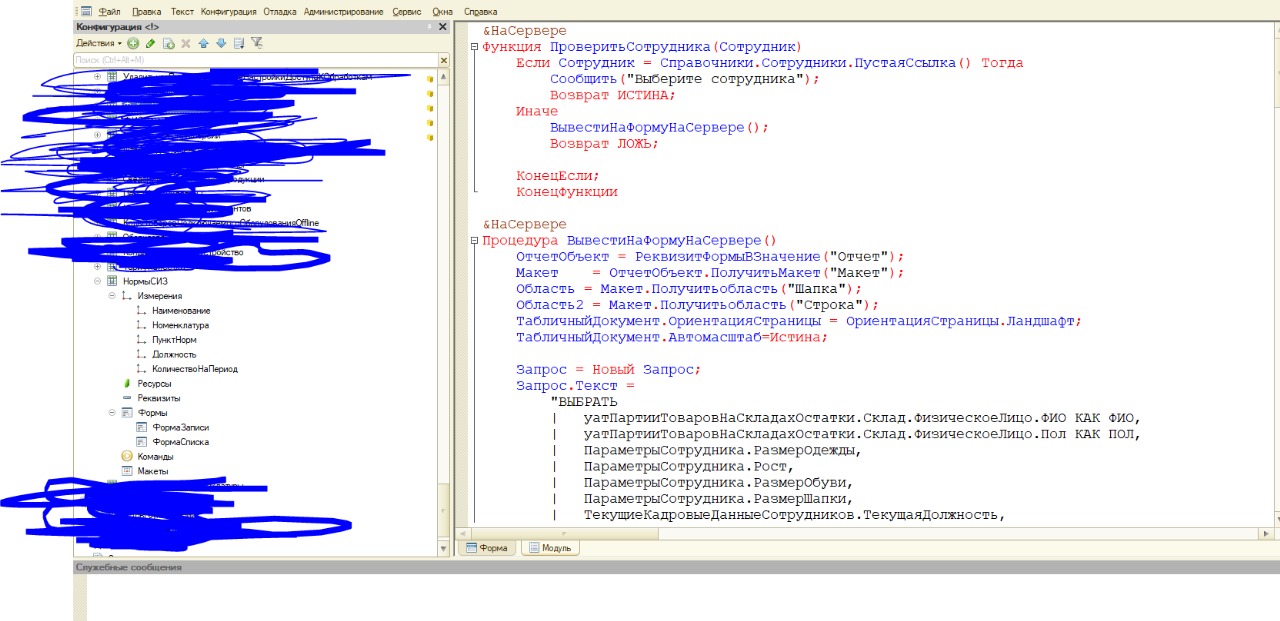 Файл Правка Текст Конфигурация Отладка Администрирование Сервис Окна Справка
Конфигурация <!>
Действия
Поиск (Ctrl+Alt+M)
НормыСИЗ
Измерения
Наименование
Номенклатура
ПунктНорм
Должность
КоличествоНаПериод
Ресурсы
Реквизиты
Формы
ФормаЗаписи
ФормаСписка
Команды
Макеты
&НаСервере
Функция ПроверитьСотрудника(Сотрудник)
Если Сотрудник = Справочники.Сотрудники.ПустаяСсылка() Тогда
Сообщить("Выберите сотрудника");
Возврат ИСТИНА;
Иначе
ВывестиНаФормуНаСервере();
Возврат ЛОЖЬ;
КонецЕсли;
КонецФункции
&НаСервере
Процедура ВывестиНаФормуНаСервере()
ОтчетОбъект = РеквизитФормыВЗначение("Отчет");
Макет = ОтчетОбъект.ПолучитьМакет("Макет");
Область = Макет.Получитьобласть("Шапка");
Область2 = Макет.Получитьобласть("Строка");
ТабличныйДокумент.ОриентацияСтраницы = ОриентацияСтраницы.Ландшафт;
ТабличныйДокумент.Автомасштаб=Истина;
Запрос = Новый Запрос;
Запрос.Текст =
"ВЫБРАТЬ
| уатПартииТоваровНаСкладахОстатки.Склад.ФизическоеЛицо.ФИО КАК ФИО,
| уатПартииТоваровНаСкладахОстатки.Склад.ФизическоеЛицо.Пол КАК ПОЛ,
| ПараметрыСотрудника.РазмерОдежды,
| ПараметрыСотрудника.Рост,
| ПараметрыСотрудника.РазмерОбуви,
| ПараметрыСотрудника.РазмерШапки,
| ТекущиеКадровыеДанныеСотрудников.ТекущаяДолжность,
Форма Модуль
Служебные сообщения